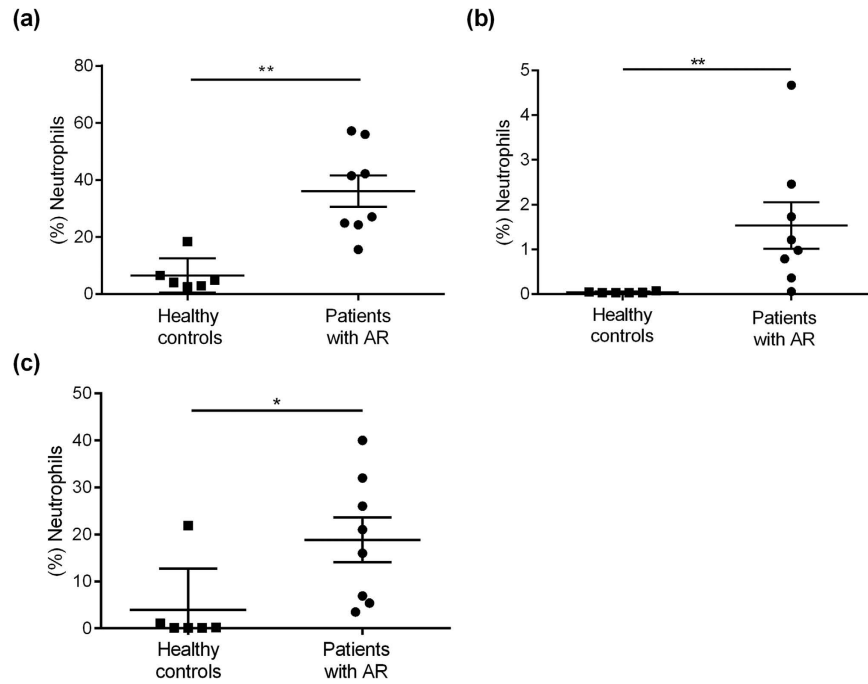 (a)
80
60
40
20
0
(%) Neutrophils
**
Healthy
controls
Patients
with AR
(b)
5
4
3
2
1
0
(%) Neutrophils
**
Healthy
controls
Patients
with AR
(c)
50
40
30
20
10
0
(%) Neutrophils
*
Healthy
controls
Patients
with AR